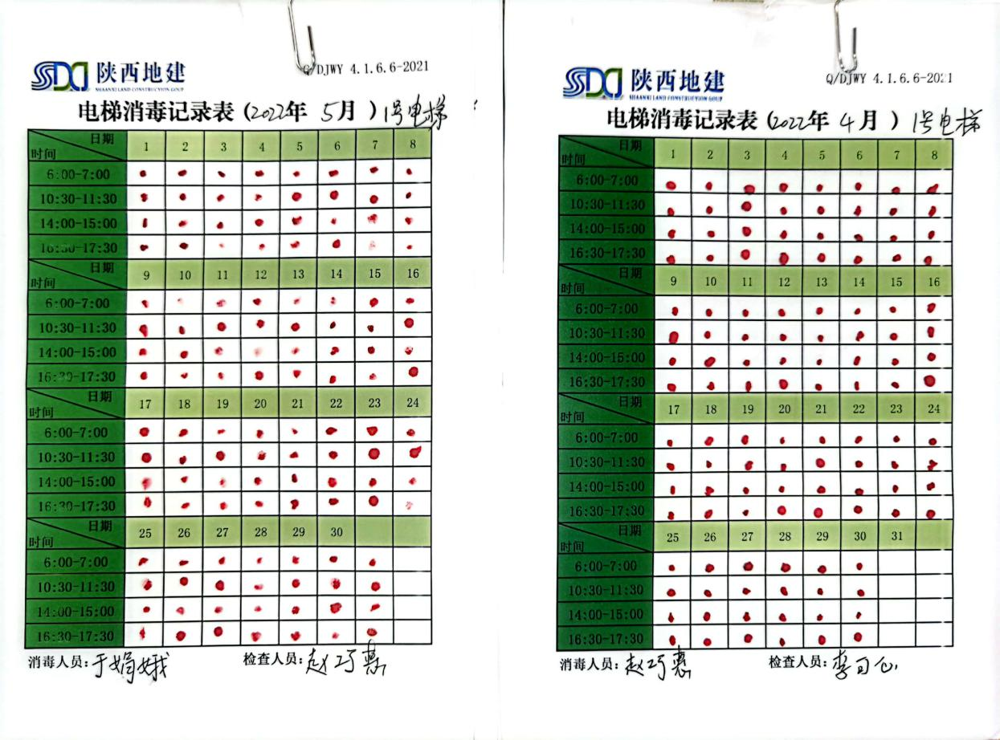 陕西地建
SHAANXI LAND CONSTRUCTION GOUP
Q/DJWY 4.1.6.6-2021
电梯消毒记录表（2022年 5月 ）1号电梯
日期 1 2 3 4 5 6 7 8
时间
6:00-7:00
10:30-11:30
14:00-15:00
16:30-17:30
日期 9 10 11 12 13 14 15 16
时间
6:00-7:00
10:30-11:30
14:00-15:00
16:30-17:30
日期 17 18 19 20 21 22 23 24
时间
6:00-7:00
10:30-11:30
14:00-15:00
16:30-17:30
日期 25 26 27 28 29 30
时间
6:00-7:00
10:30-11:30
14:00-15:00
16:30-17:30
消毒人员：于娟娥 检查人员：赵巧惠
陕西地建
SHAANXI LAND CONSTRUCTION GOUP
Q/DJWY 4.1.6.6-2021
电梯消毒记录表（2022年 4月 ）1号电梯
日期 1 2 3 4 5 6 7 8
时间
6:00-7:00
10:30-11:30
14:00-15:00
16:30-17:30
日期 9 10 11 12 13 14 15 16
时间
6:00-7:00
10:30-11:30
14:00-15:00
16:30-17:30
日期 17 18 19 20 21 22 23 24
时间
6:00-7:00
10:30-11:30
14:00-15:00
16:30-17:30
日期 25 26 27 28 29 30 31
时间
6:00-7:00
10:30-11:30
14:00-15:00
16:30-17:30
消毒人员：赵巧惠 检查人员：李